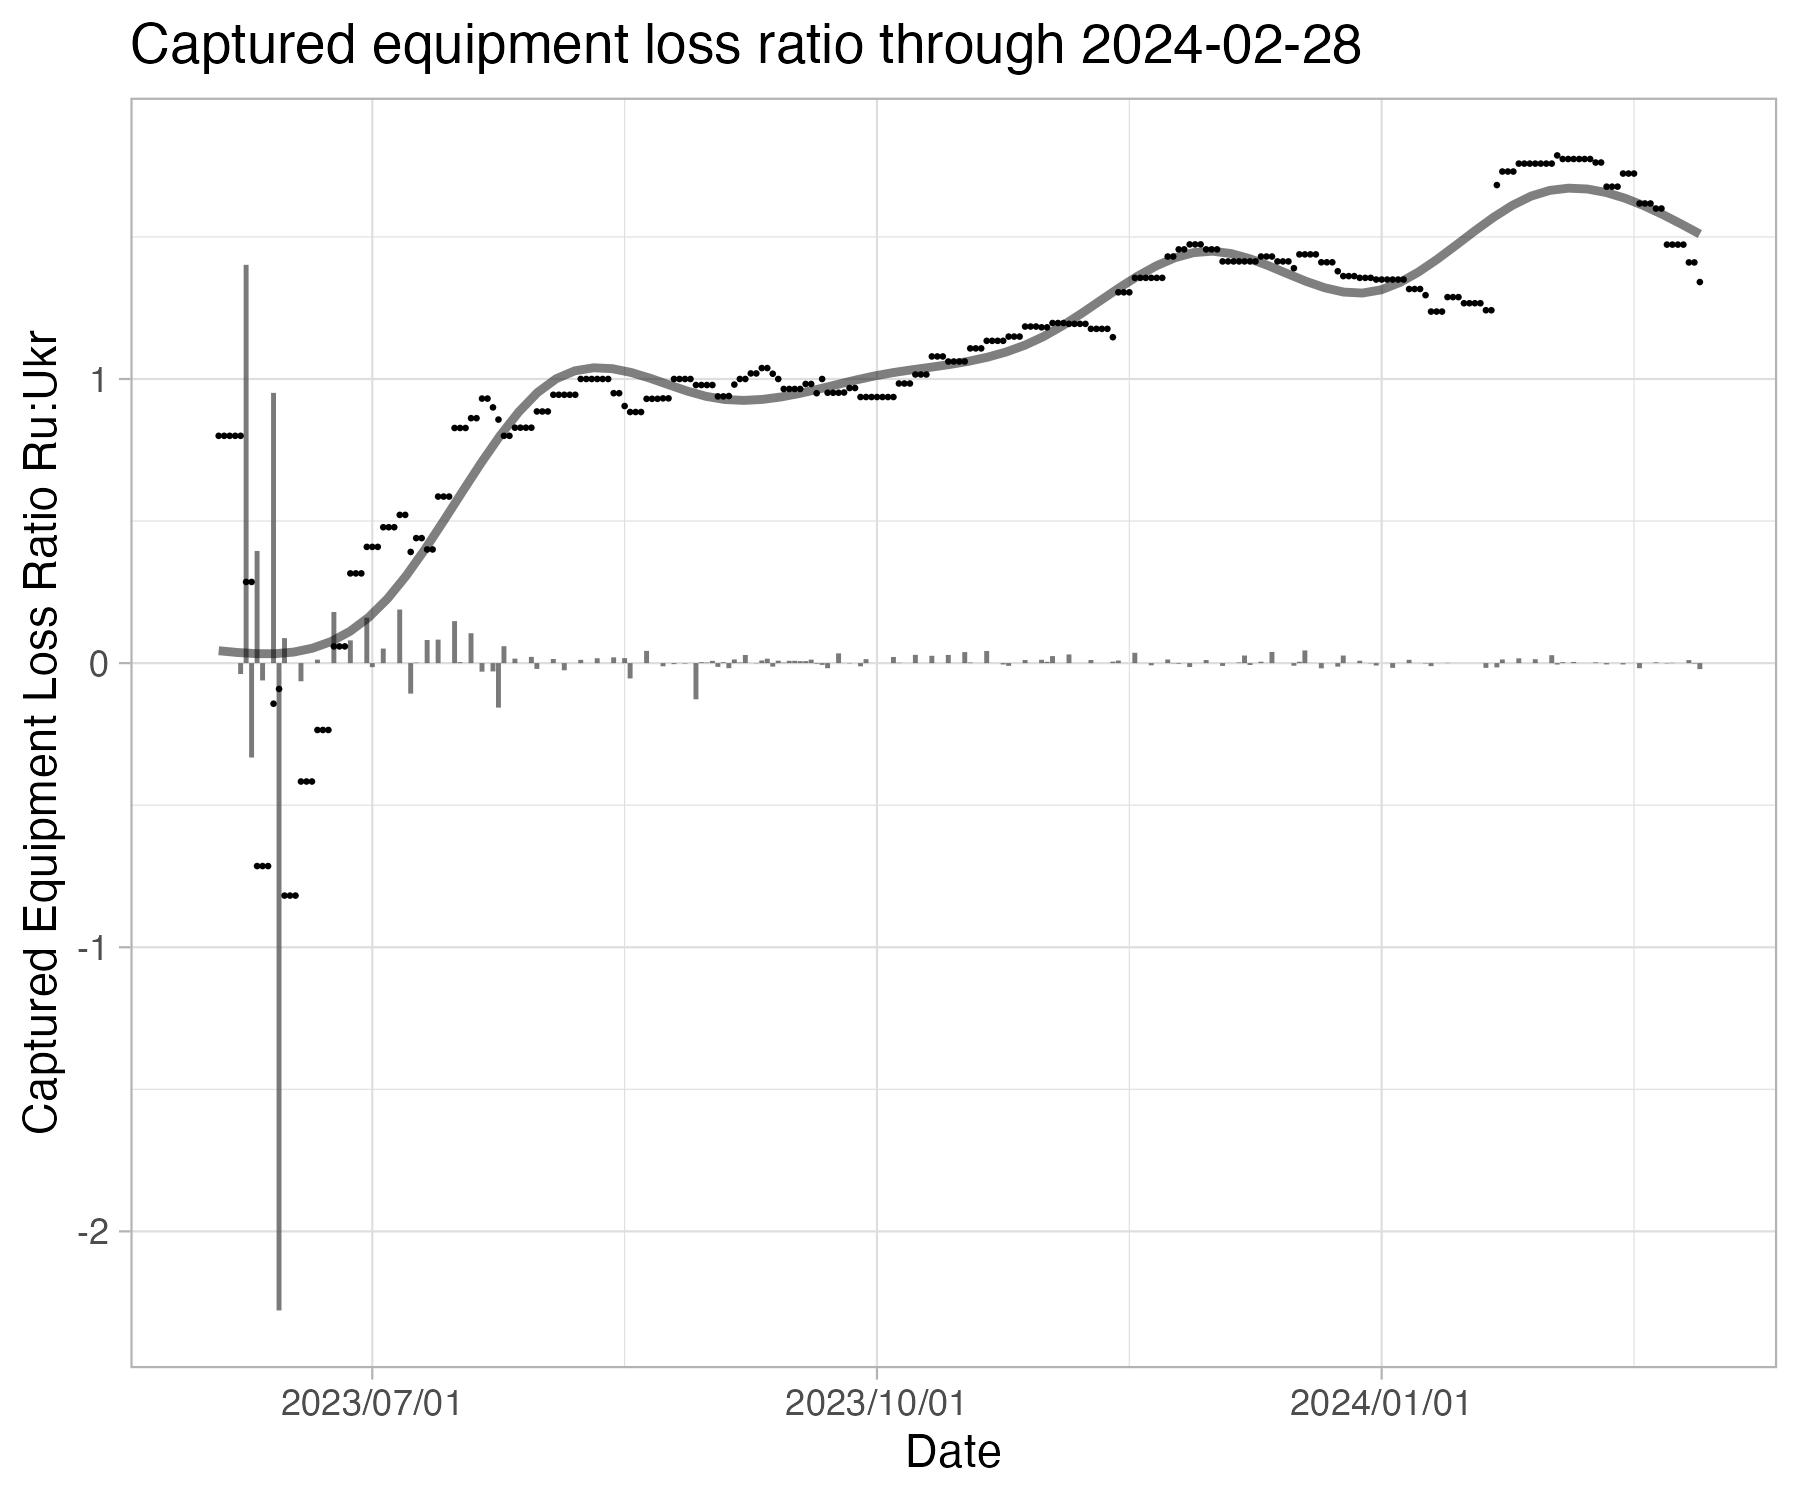 Captured equipment loss ratio through 2024-02-28
Captured Equipment Loss Ratio Ru:Ukr
1
0
-1
-2
2023/07/01
2023/10/01
2024/01/01
Date